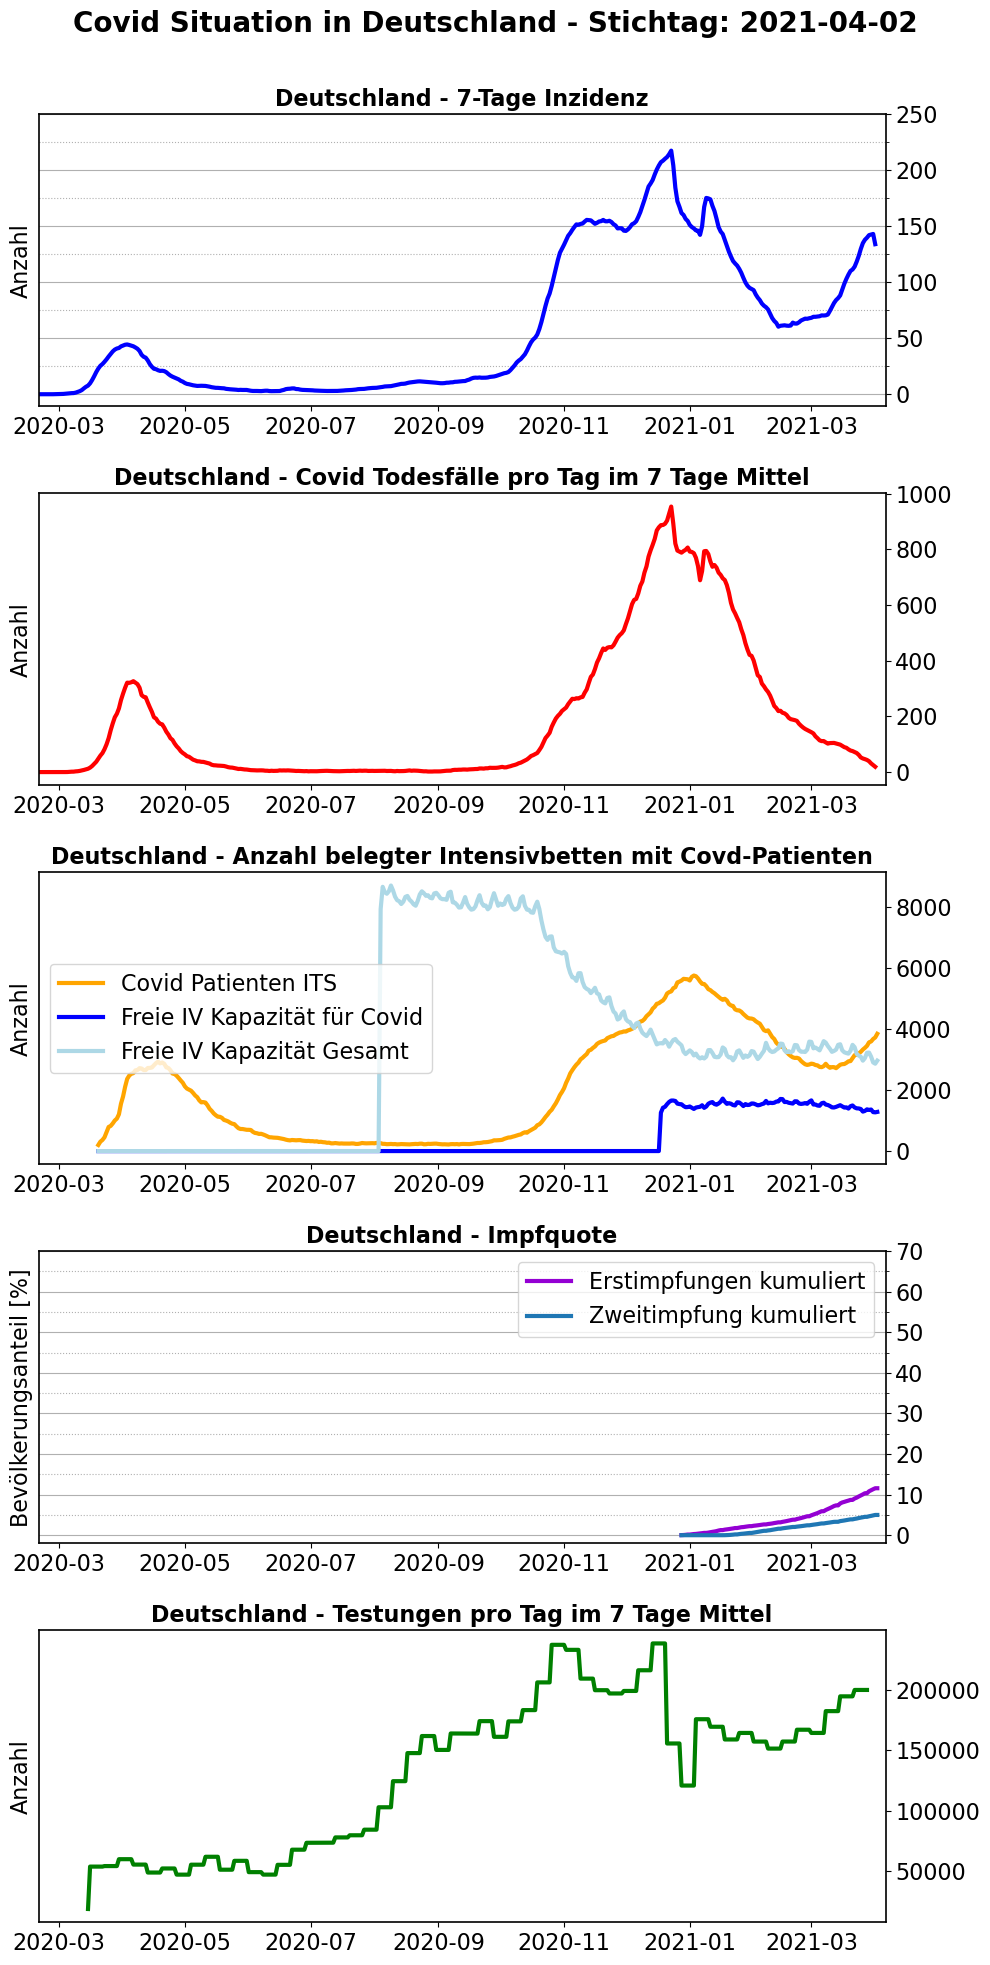 Covid Situation in Deutschland - Stichtag: 2021-04-02
Deutschland - 7-Tage Inzidenz
Anzahl
250
200
150
100
50
0
2020-03 2020-05 2020-07 2020-09 2020-11 2021-01 2021-03
Deutschland - Covid Todesfälle pro Tag im 7 Tage Mittel
Anzahl
1000
800
600
400
200
0
2020-03 2020-05 2020-07 2020-09 2020-11 2021-01 2021-03
Deutschland - Anzahl belegter Intensivbetten mit Covd-Patienten
Anzahl
Covid Patienten ITS
Freie IV Kapazität für Covid
Freie IV Kapazität Gesamt
8000
6000
4000
2000
0
2020-03 2020-05 2020-07 2020-09 2020-11 2021-01 2021-03
Deutschland - Impfquote
Bevölkerungsanteil [%]
Erstimpfungen kumuliert
Zweitimpfung kumuliert
70
60
50
40
30
20
10
0
2020-03 2020-05 2020-07 2020-09 2020-11 2021-01 2021-03
Deutschland - Testungen pro Tag im 7 Tage Mittel
Anzahl
200000
150000
100000
50000
2020-03 2020-05 2020-07 2020-09 2020-11 2021-01 2021-03